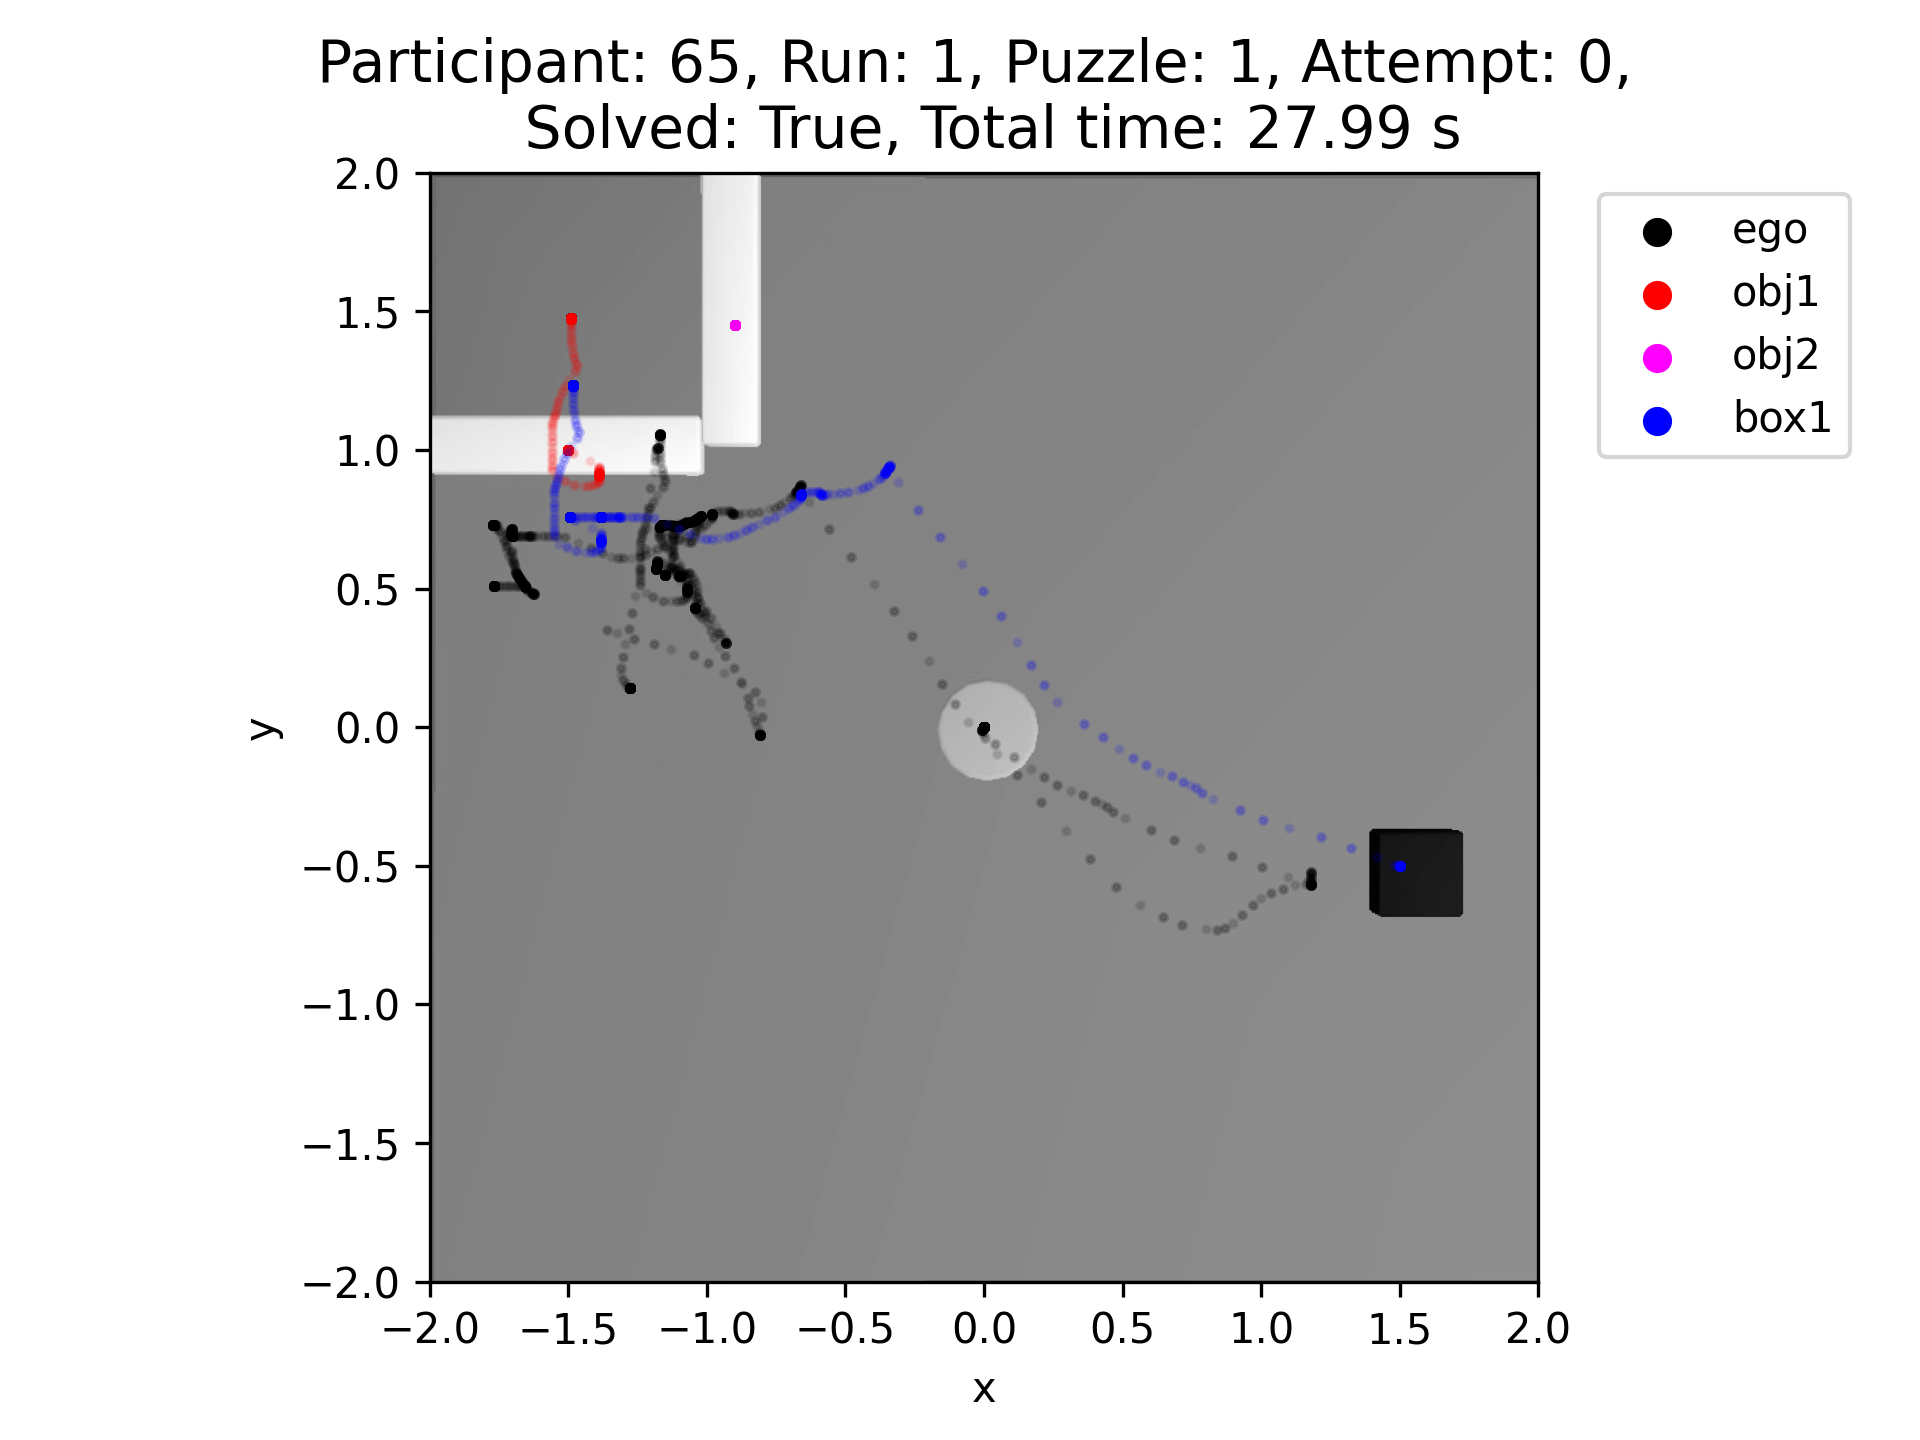 Participant: 65, Run: 1, Puzzle: 1, Attempt: 0,
Solved: True, Total time: 27.99 s
2.0
1.5
1.0
0.5
0.0
−0.5
−1.0
−1.5
−2.0
y
−2.0 −1.5 −1.0 −0.5 0.0 0.5 1.0 1.5 2.0
x
ego
obj1
obj2
box1